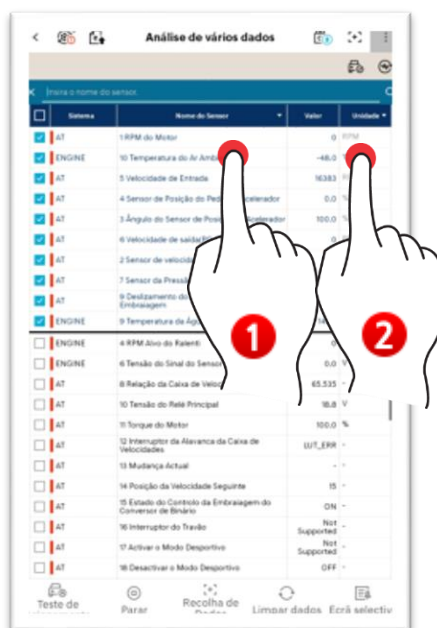 Análise de vários dados
Insira o nome do sensor.
Sistema Nome do Sensor Valor Unidade
AT 1 RPM do Motor 0 RPM
ENGINE 10 Temperatura do Ar Amb -48.0
AT 5 Velocidade de Entrada 16383
AT 4 Sensor de Posição do Ped celerador 0.0 %
AT 3 Ângulo do Sensor de Posi Acelerador 100.0
AT 6 Velocidade de saída 0
AT 2 Sensor de velocida
AT 7 Sensor da Pressã
AT 9 Deslizamento do
Embraiagem
ENGINE 9 Temperatura da Águ
ENGINE 4 RPM Alvo do Ralenti 0
ENGINE 6 Tensão do Sinal do Sensor 0.0 V
AT 8 Relação da Caixa de Veloc 65.535 -
AT 10 Tensão do Relé Principal 16.8 V
AT 11 Torque do Motor 100.0 %
AT 12 Interruptor da Alavanca da Caixa de
Velocidades LUT_ERR -
AT 13 Mudança Actual - -
AT 14 Posição da Velocidade Seguinte 15 -
AT 15 Estado do Controlo da Embraiagem do
Conversor de Binário ON -
AT 16 Interruptor do Travão Not
Supported -
AT 17 Activar o Modo Desportivo Not
Supported -
AT 18 Desactivar o Modo Desportivo OFF -
1
2
Teste de
Parar
Recolha de
Dados
Limpar dados
Ecrã selectiv